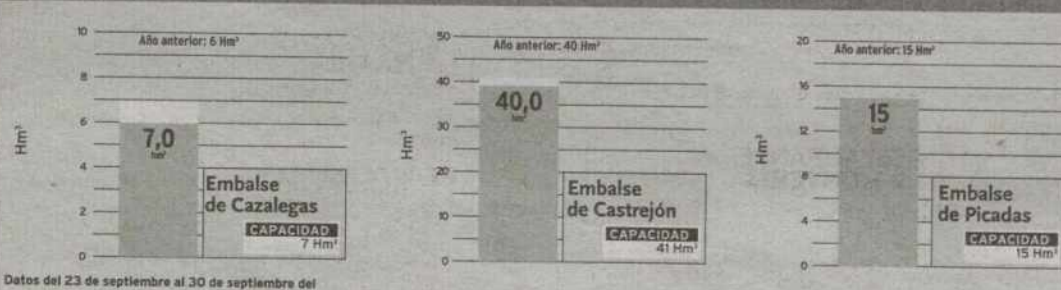 10
8
6
4
2
0
Hm³
Año anterior: 6 Hm³
7,0
hm³
Embalse
de Cazalegas
CAPACIDAD
7 Hm³
50
40
30
20
10
0
Hm³
Año anterior: 40 Hm³
40,0
hm³
Embalse
de Castrejón
CAPACIDAD
41 Hm³
20
16
12
8
4
0
Hm³
Año anterior: 15 Hm³
15
hm³
Embalse
de Picadas
CAPACIDAD
15 Hm³
Datos del 23 de septiembre al 30 de septiembre del